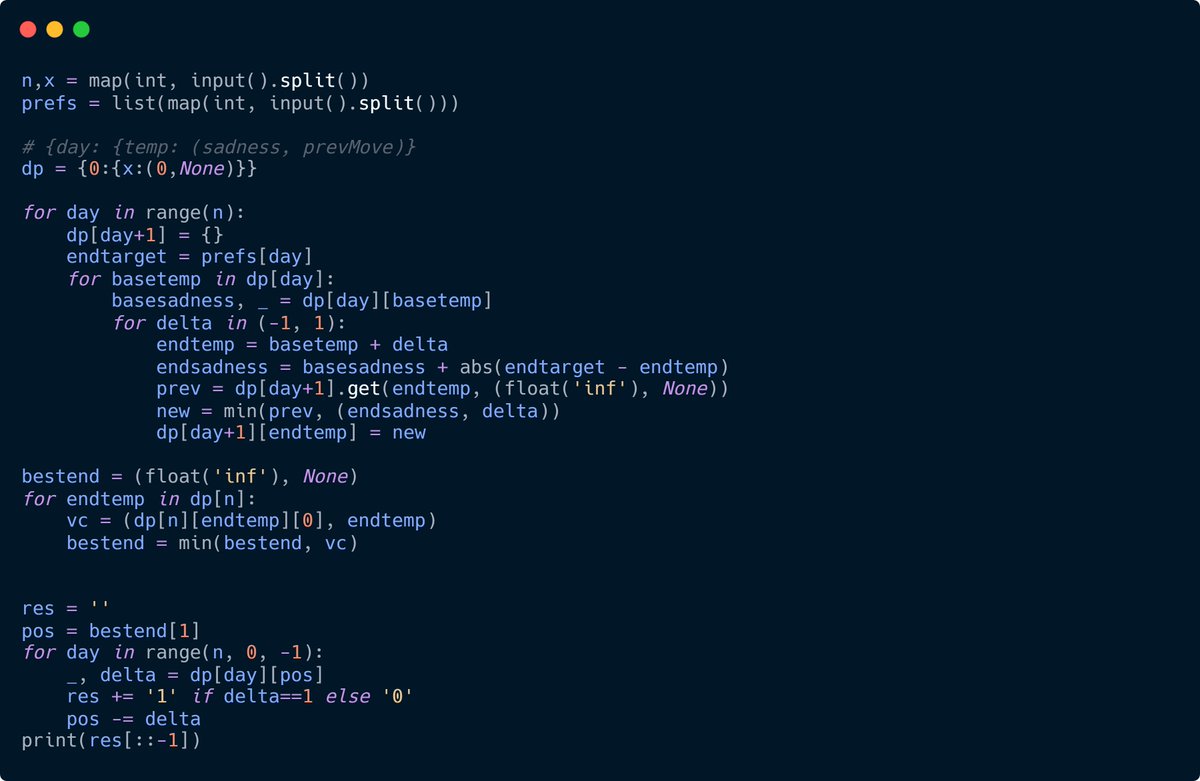 n,x = map(int, input().split())
prefs = list(map(int, input().split()))

# {day: {temp: (sadness, prevMove)}
dp = {0:{x:(0,None)}}

for day in range(n):
    dp[day+1] = {}
    endtarget = prefs[day]
    for basetemp in dp[day]:
        basesadness, _ = dp[day][basetemp]
        for delta in (-1, 1):
            endtemp = basetemp + delta
            endsadness = basesadness + abs(endtarget - endtemp)
            prev = dp[day+1].get(endtemp, (float('inf'), None))
            new = min(prev, (endsadness, delta))
            dp[day+1][endtemp] = new

bestend = (float('inf'), None)
for endtemp in dp[n]:
    vc = (dp[n][endtemp][0], endtemp)
    bestend = min(bestend, vc)


res = ''
pos = bestend[1]
for day in range(n, 0, -1):
    _, delta = dp[day][pos]
    res += '1' if delta==1 else '0'
    pos -= delta
print(res[::-1])